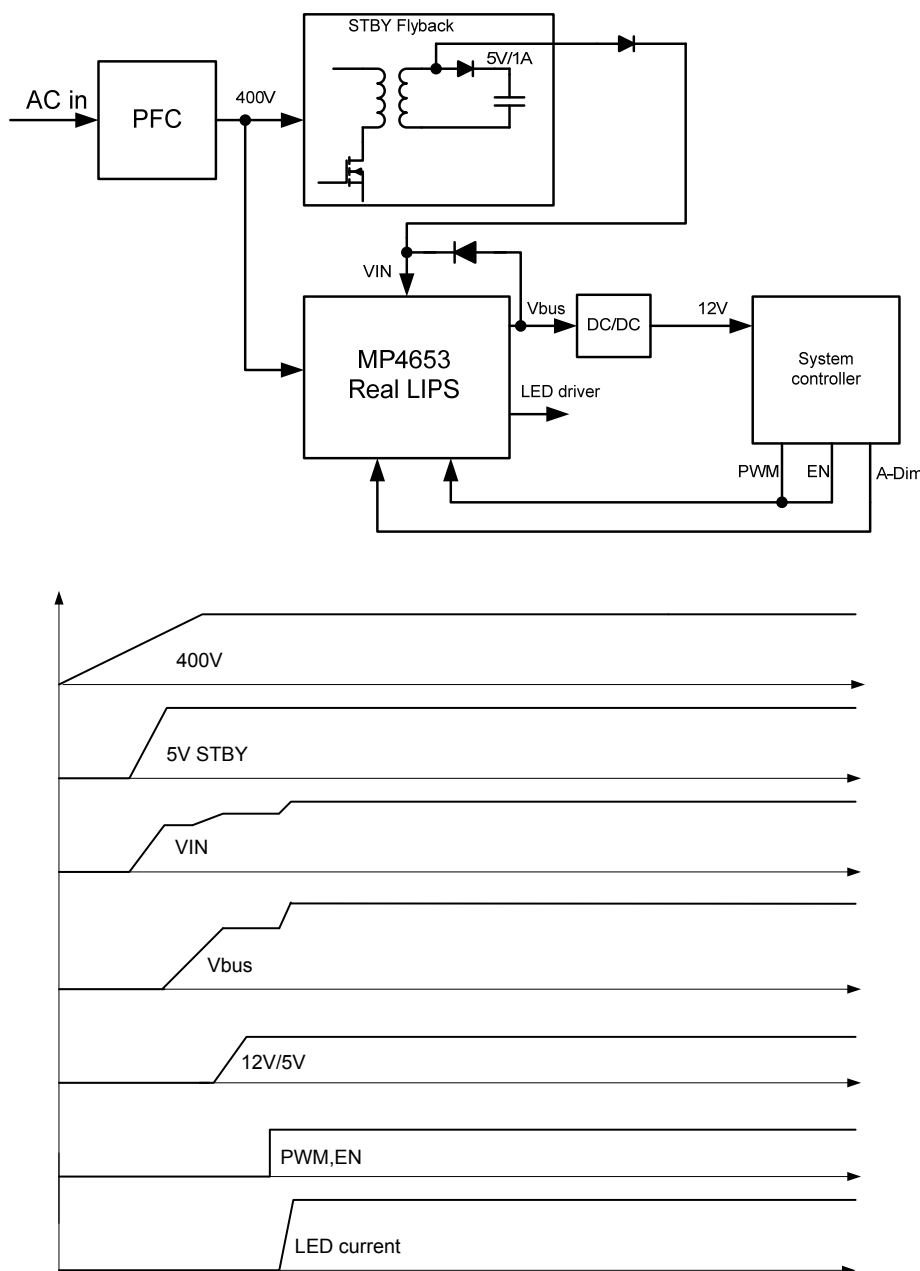 STBY Flyback
5V/1A
AC in
PFC
400V
VIN
MP4653
Real LIPS
Vbus
DC/DC
12V
System
controller
LED driver
PWM
EN
A-Dim
400V
5V STBY
VIN
Vbus
12V/5V
PWM,EN
LED current